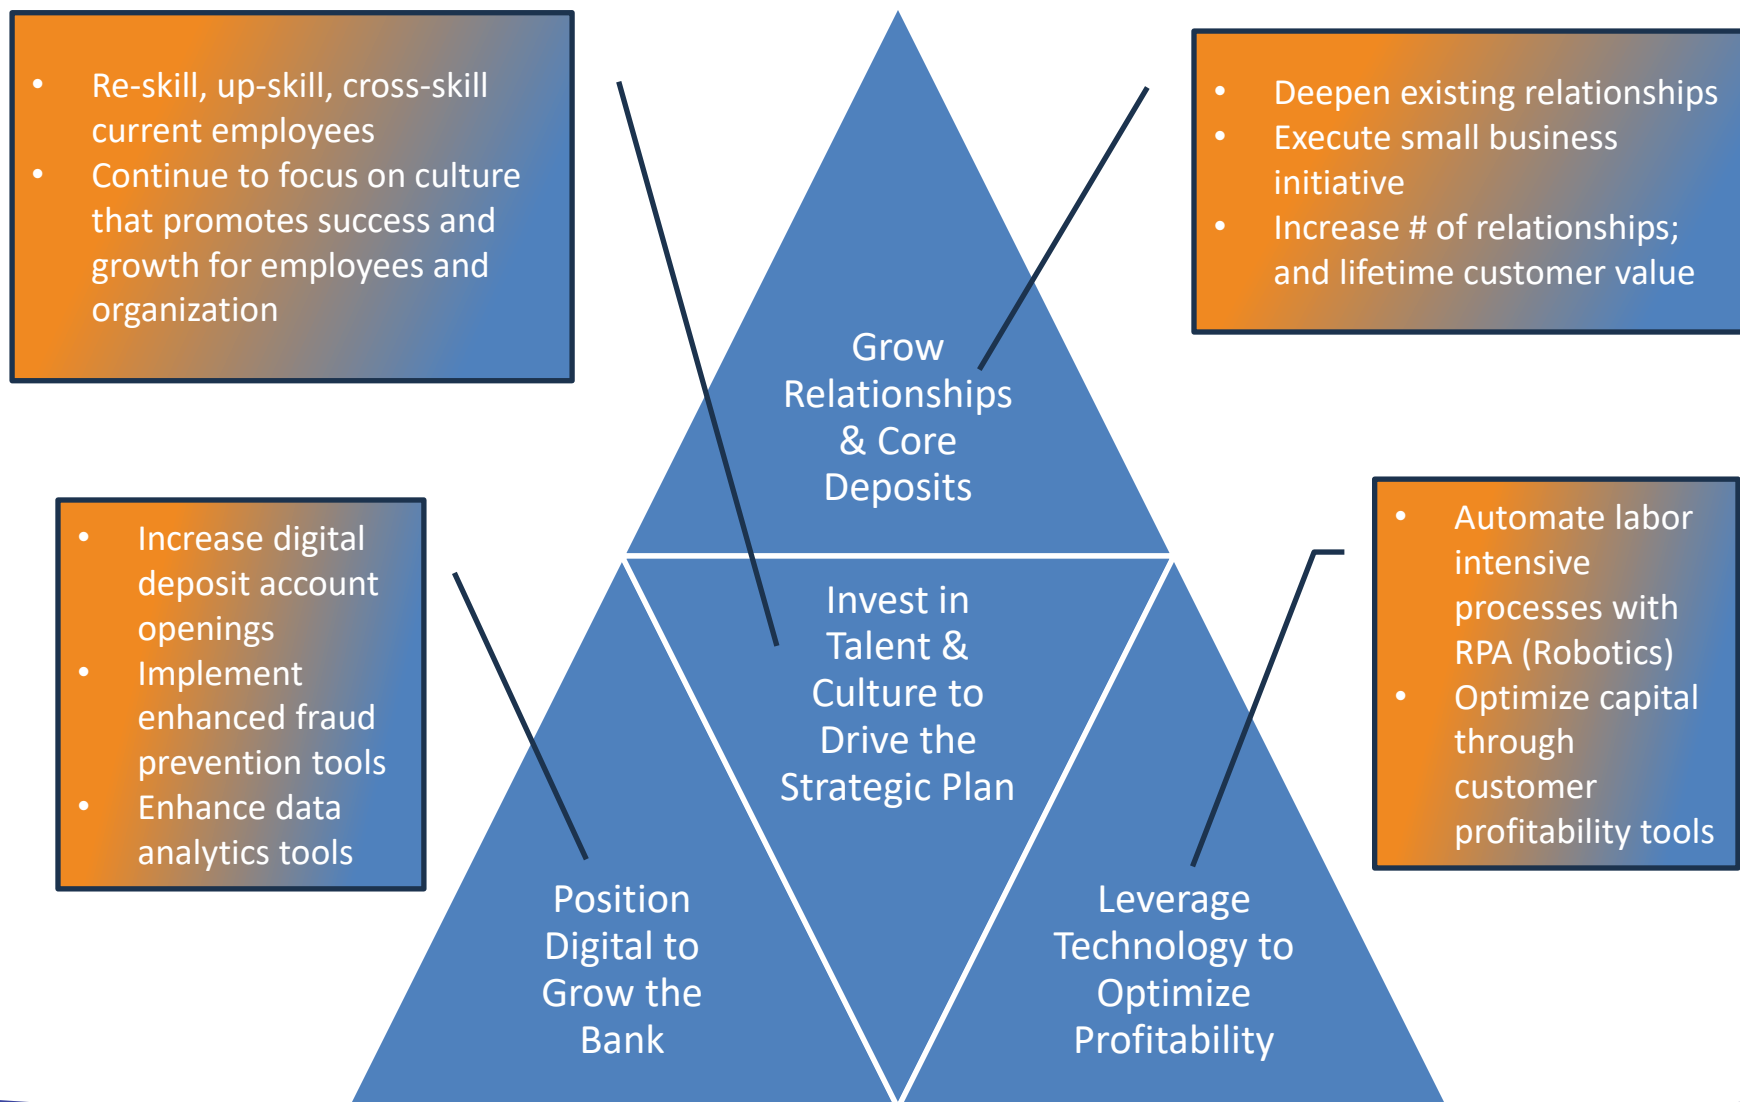 • Re-skill, up-skill, cross-skill
current employees
• Continue to focus on culture
that promotes success and
growth for employees and
organization
• Deepen existing relationships
• Execute small business
initiative
• Increase # of relationships;
and lifetime customer value
Grow
Relationships
& Core
Deposits
• Increase digital
deposit account
openings
• Implement
enhanced fraud
prevention tools
• Enhance data
analytics tools
Invest in
Talent &
Culture to
Drive the
Strategic Plan
• Automate labor
intensive
processes with
RPA (Robotics)
• Optimize capital
through
customer
profitability tools
Position
Digital to
Grow the
Bank
Leverage
Technology to
Optimize
Profitability